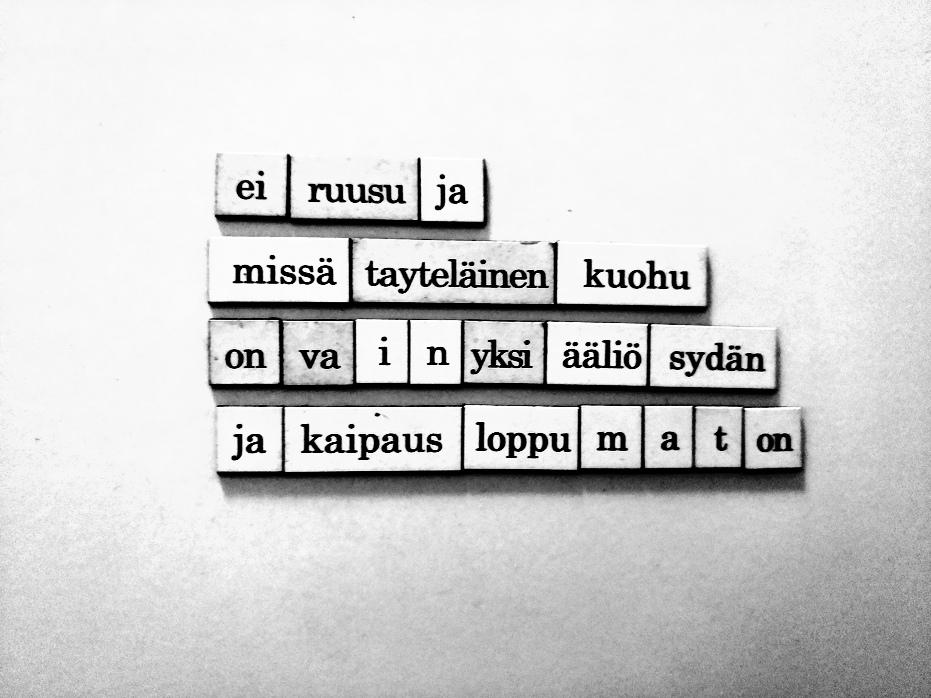 ei ruusu ja
missä tayteläinen kuohu
on va i n yksi ääliö sydän
ja kaipaus loppu m a t on